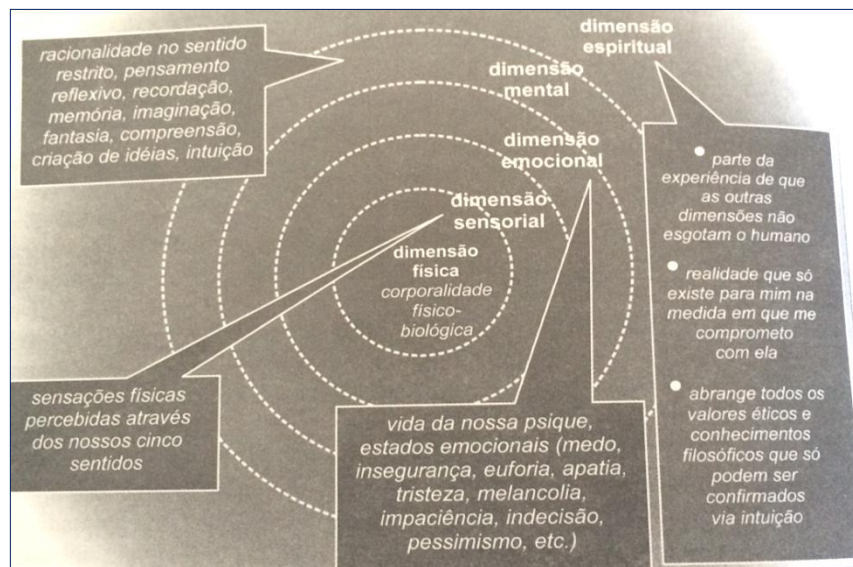 racionalidade no sentido
restrito, pensamento
reflexivo, recordação,
memória, imaginação,
fantasia, compreensão,
criação de idéias, intuição
dimensão
espiritual
dimensão
mental
dimensão
emocional
dimensão
sensorial
dimensão
física
corporalidade
físico-
biológica
• parte da
experiência de que
as outras
dimensões não
esgotam o humano
• realidade que só
existe para mim na
medida em que me
comprometo
com ela
• abrange todos os
valores éticos e
conhecimentos
filosóficos que só
podem ser
confirmados
via intuição
sensações físicas
percebidas através
dos nossos cinco
sentidos
vida da nossa psique,
estados emocionais (medo,
insegurança, euforia, apatia,
tristeza, melancolia,
impaciência, indecisão,
pessimismo, etc.)